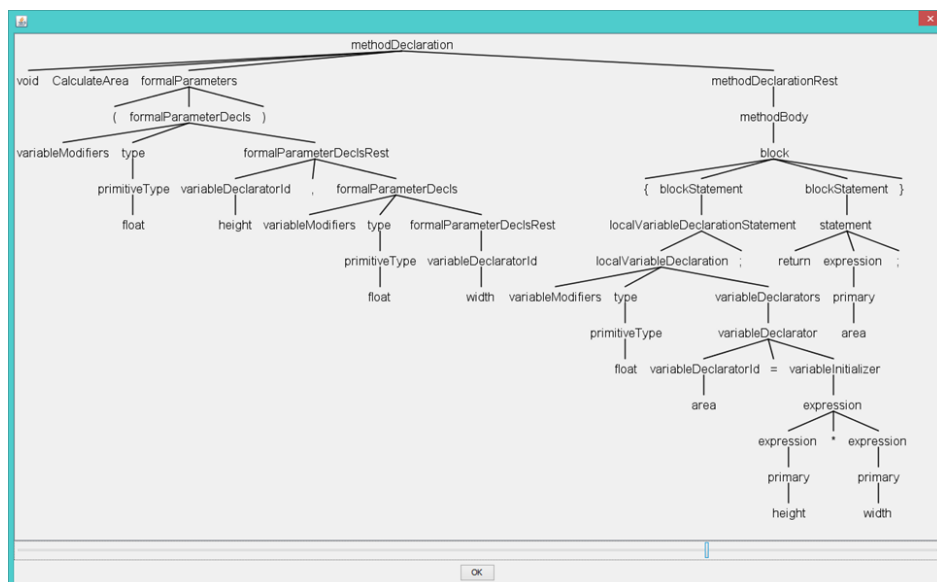 methodDeclaration
void CalculateArea formalParameters methodDeclarationRest
( formalParameterDecls ) methodBody
variableModifiers type formalParameterDeclsRest block
primitiveType variableDeclaratorId , formalParameterDecls { blockStatement blockStatement }
float height variableModifiers type formalParameterDeclsRest localVariableDeclarationStatement statement
primitiveType variableDeclaratorId localVariableDeclaration ; return expression ;
float width variableModifiers type variableDeclarators primary
primitiveType variableDeclarator area
float variableDeclaratorId = variableInitializer
area expression
expression * expression
primary primary
height width
OK